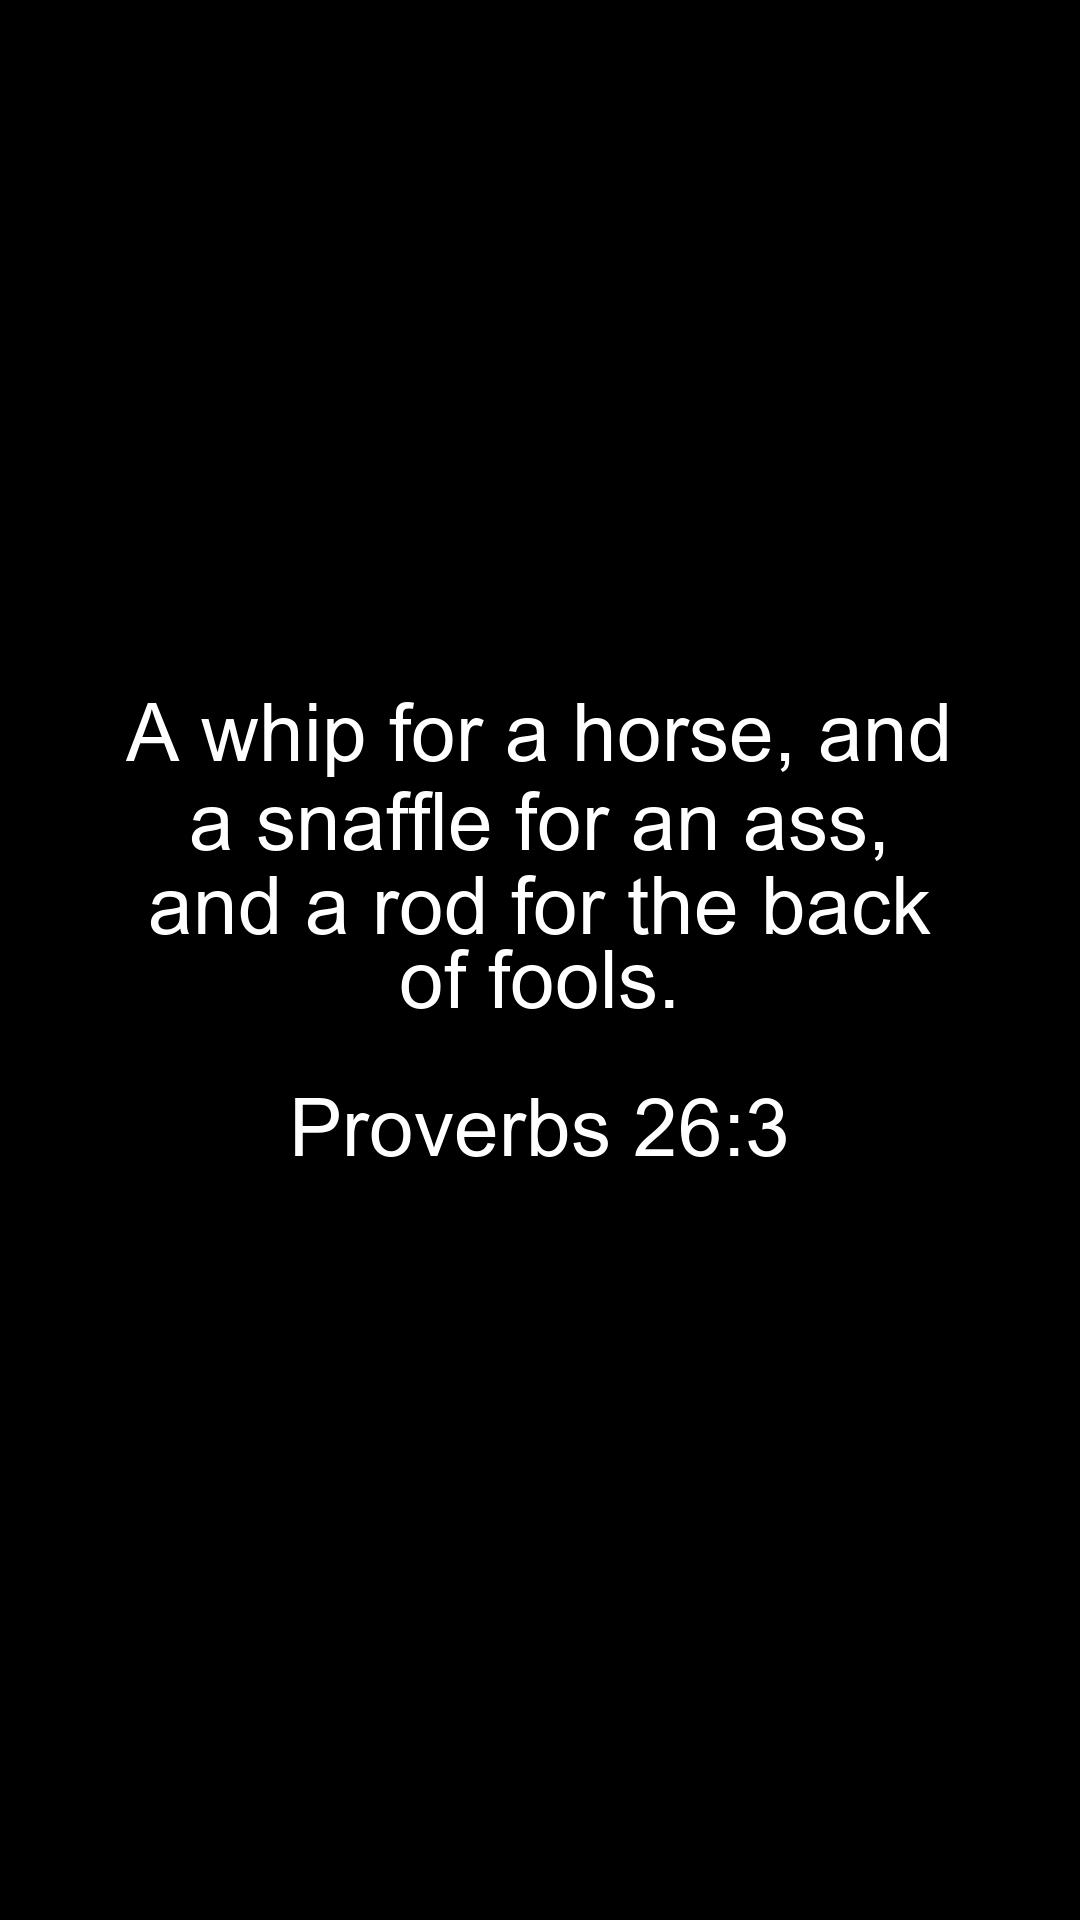 A whip for a horse, and
a snaffle for an ass,
and a rod for the back
of fools.
Proverbs 26:3